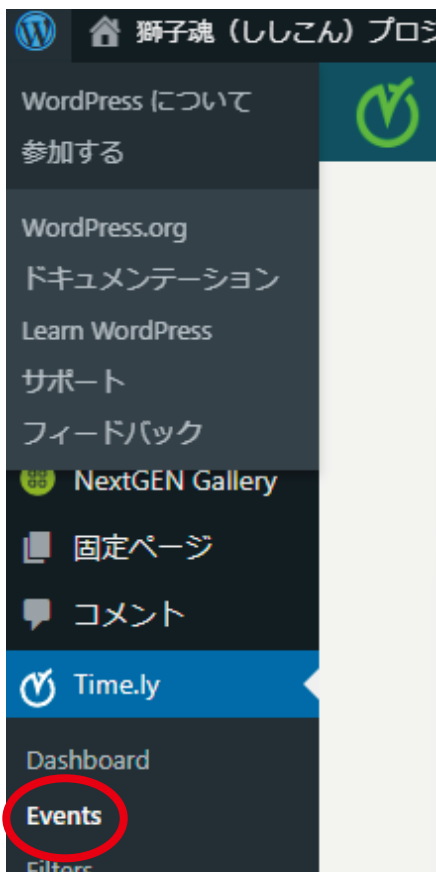 獅子魂（ししこん）プロジ
WordPress について
参加する
WordPress.org
ドキュメンテーション
Learn WordPress
サポート
フィードバック
NextGEN Gallery
固定ページ
コメント
Time.ly
Dashboard
Events
Filters